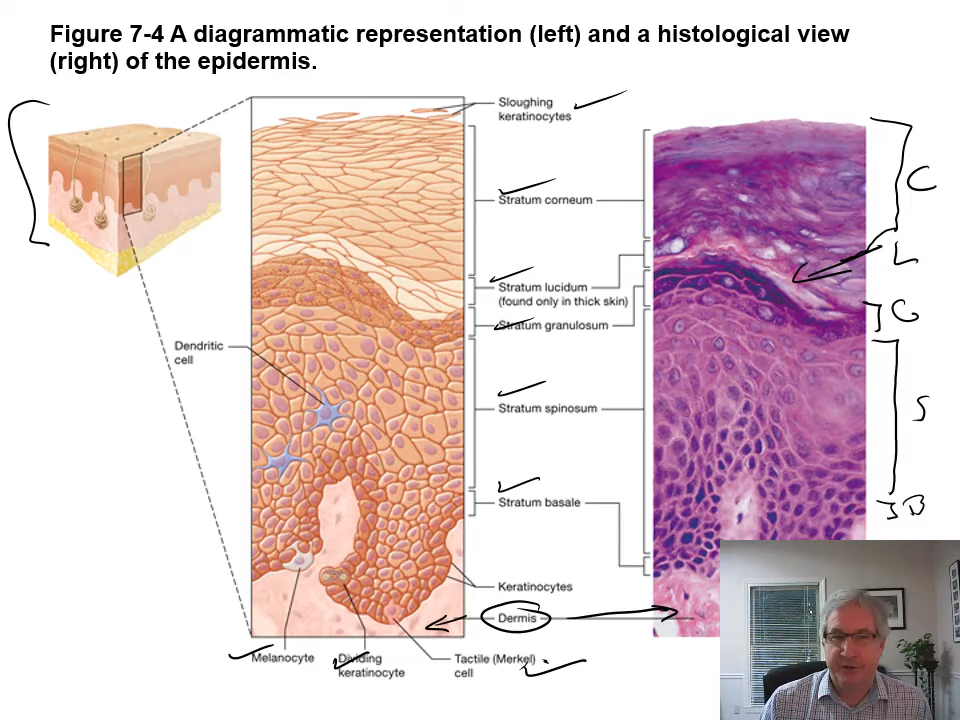 Figure 7-4 A diagrammatic representation (left) and a histological view
(right) of the epidermis.
Sloughing
keratinocytes
Stratum corneum
C
L
Stratum lucidum
(found only in thick skin)
G
Stratum granulosum
Dendritic
cell
Stratum spinosum
S
Stratum basale
B
Keratinocytes
Dermis
Melanocyte
Dividing
keratinocyte
Tactile (Merkel)
cell